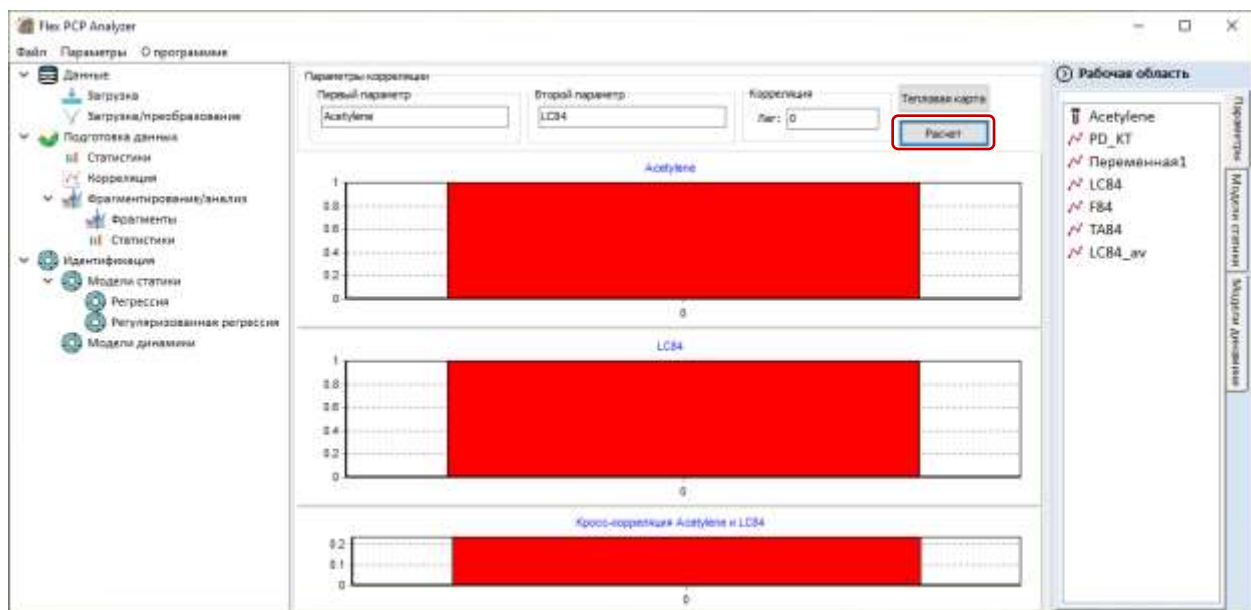 Flex PCP Analyzer
Файл Параметры О программе
Данные
Загрузка
Загрузка/преобразование
Подготовка данных
Статистики
Корреляция
Фрагментирование/анализ
Фрагменты
Статистики
Идентификация
Модели статики
Регрессия
Регуляризованная регрессия
Модели динамики
Параметры корреляции
Первый параметр
Acetylene
Второй параметр
LC84
Корреляция
Лаг: 0
Тепловая карта
Расчет
Acetylene
1
0.8
0.6
0.4
0.2
0
0
LC84
1
0.8
0.6
0.4
0.2
0
0
Кросс-корреляция Acetylene и LC84
0.2
0.1
0
0
Рабочая область
Acetylene
PD_KT
Переменная1
LC84
F84
TA84
LC84_av
Параметры
Модели статики
Модели динамики